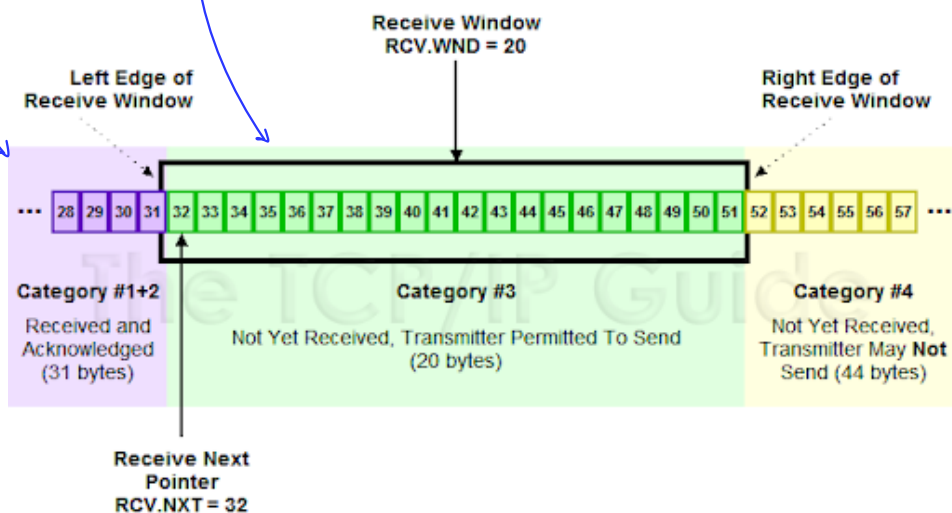 Receive Window
RCV.WND = 20
Left Edge of
Receive Window
Right Edge of
Receive Window
... 28 29 30 31 32 33 34 35 36 37 38 39 40 41 42 43 44 45 46 47 48 49 50 51 52 53 54 55 56 57 ...
The TCP/IP Guide
Category #1+2
Received and
Acknowledged
(31 bytes)
Category #3
Not Yet Received, Transmitter Permitted To Send
(20 bytes)
Category #4
Not Yet Received,
Transmitter May Not
Send (44 bytes)
Receive Next
Pointer
RCV.NXT = 32